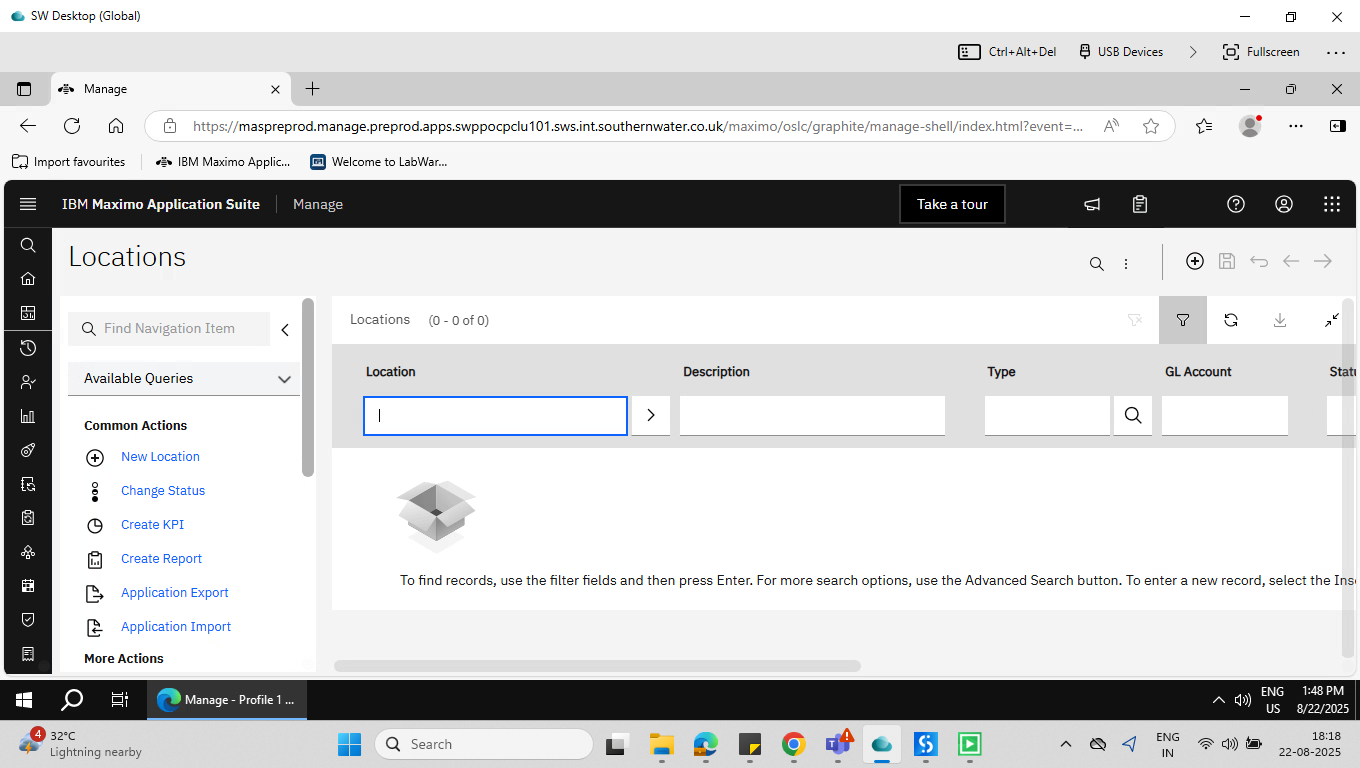 SW Desktop (Global)
Ctrl+Alt+Del
USB Devices
Fullscreen
Manage
https://maspreprod.manage.preprod.apps.swppocpclu101.sws.int.southernwater.co.uk/maximo/oslc/graphite/manage-shell/index.html?event=...
Import favourites
IBM Maximo Applic...
Welcome to LabWar...
IBM Maximo Application Suite
Manage
Take a tour
Locations
Find Navigation Item
Available Queries
Common Actions
New Location
Change Status
Create KPI
Create Report
Application Export
Application Import
More Actions
Locations (0 - 0 of 0)
Location Description Type GL Account Statu
To find records, use the filter fields and then press Enter. For more search options, use the Advanced Search button. To enter a new record, select the Inse
Manage - Profile 1 ...
ENG
US
1:48 PM
8/22/2025
4
32°C
Lightning nearby
Search
ENG
IN
18:18
22-08-2025